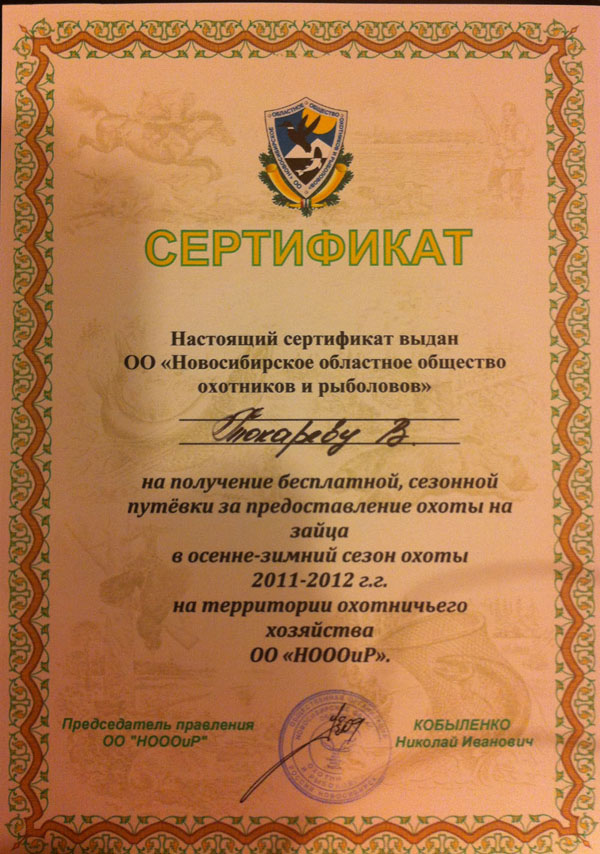 ОБЛАСТНОЕ ОБЩЕСТВО
СЕРТИФИКАТ
Настоящий сертификат выдан
ОО «Новосибирское областное общество
охотников и рыболовов»
Токареву В.
на получение бесплатной, сезонной
путёвки за предоставление охоты на
зайца
в осенне-зимний сезон охоты
2011-2012 г.г.
на территории охотничьего
хозяйства
ОО «НОООиР».
Председатель правления
ОО "НОООиР"
КОБЫЛЕНКО
Николай Иванович